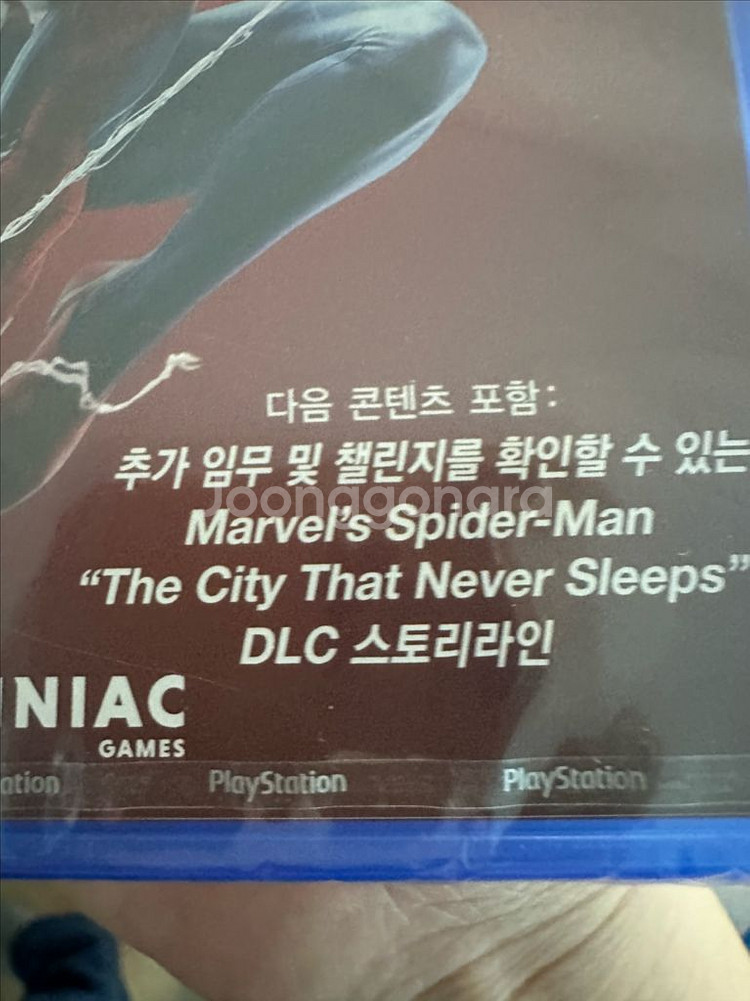 다음 콘텐츠 포함:
추가 임무 및 챌린지를 확인할 수 있는
Joonggongra
Marvel's Spider-Man
“The City That Never Sleeps”
DLC 스토리라인
NIAC
GAMES
ation PlayStation PlayStation